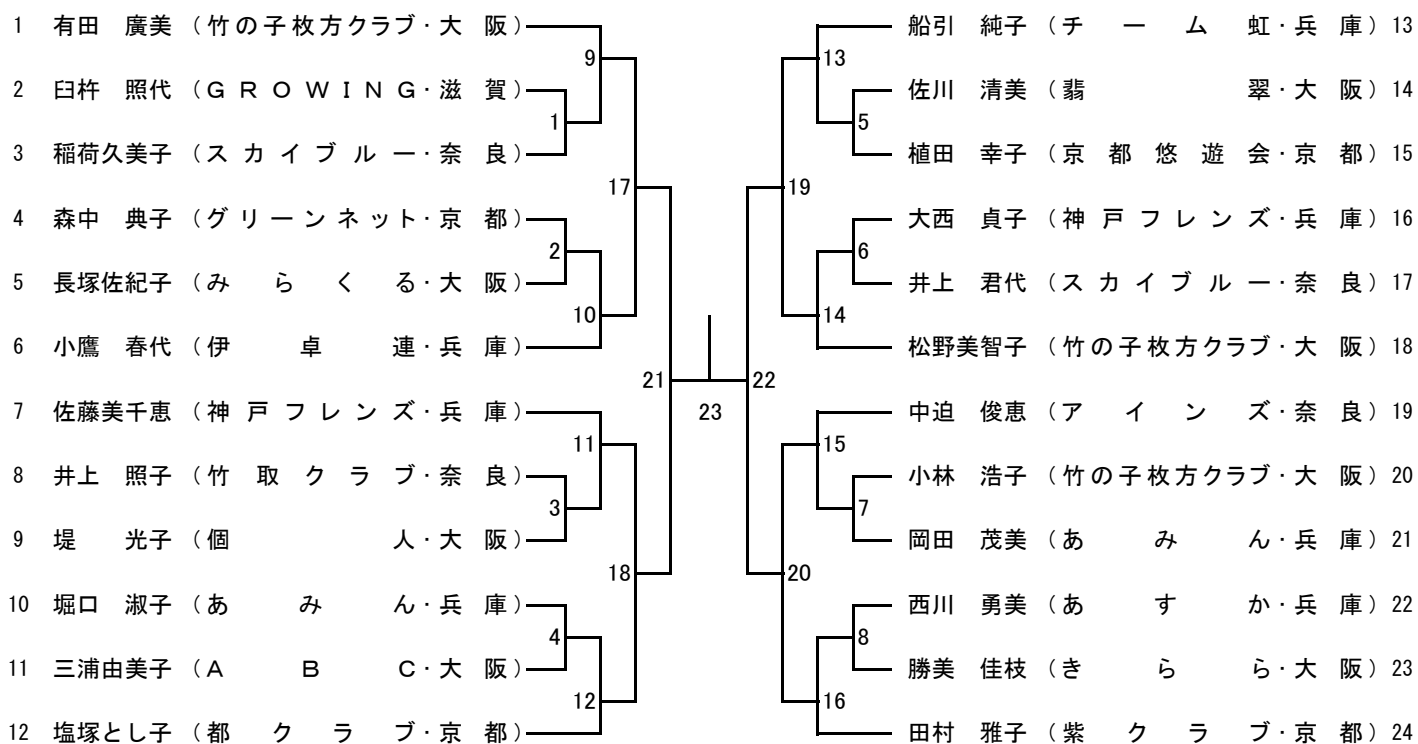 1 有田 廣美 (竹の子枚方クラブ・大 阪)
2 臼杵 照代 (GROWING・滋 賀)
3 稲荷久美子 (スカイブルー・奈 良)
4 森中 典子 (グリーンネット・京 都)
5 長塚佐紀子 (みらくる・大 阪)
6 小鷹 春代 (伊卓連・兵 庫)
7 佐藤美千恵 (神戸フレンズ・兵 庫)
8 井上 照子 (竹取クラブ・奈 良)
9 堤 光子 (個人・大 阪)
10 堀口 淑子 (あみん・兵 庫)
11 三浦由美子 (ABC・大 阪)
12 塩塚とし子 (都クラブ・京 都)
9
1
17
2
10
21
11
3
18
4
12
23
13
5
19
6
14
22
15
7
20
8
16
船引 純子 (チーム虹・兵 庫) 13
佐川 清美 (翡翠・大 阪) 14
植田 幸子 (京都悠遊会・京 都) 15
大西 貞子 (神戸フレンズ・兵 庫) 16
井上 君代 (スカイブルー・奈 良) 17
松野美智子 (竹の子枚方クラブ・大 阪) 18
中迫 俊恵 (アインズ・奈 良) 19
小林 浩子 (竹の子枚方クラブ・大 阪) 20
岡田 茂美 (あみん・兵 庫) 21
西川 勇美 (あすか・兵 庫) 22
勝美 佳枝 (きらら・大 阪) 23
田村 雅子 (紫クラブ・京 都) 24